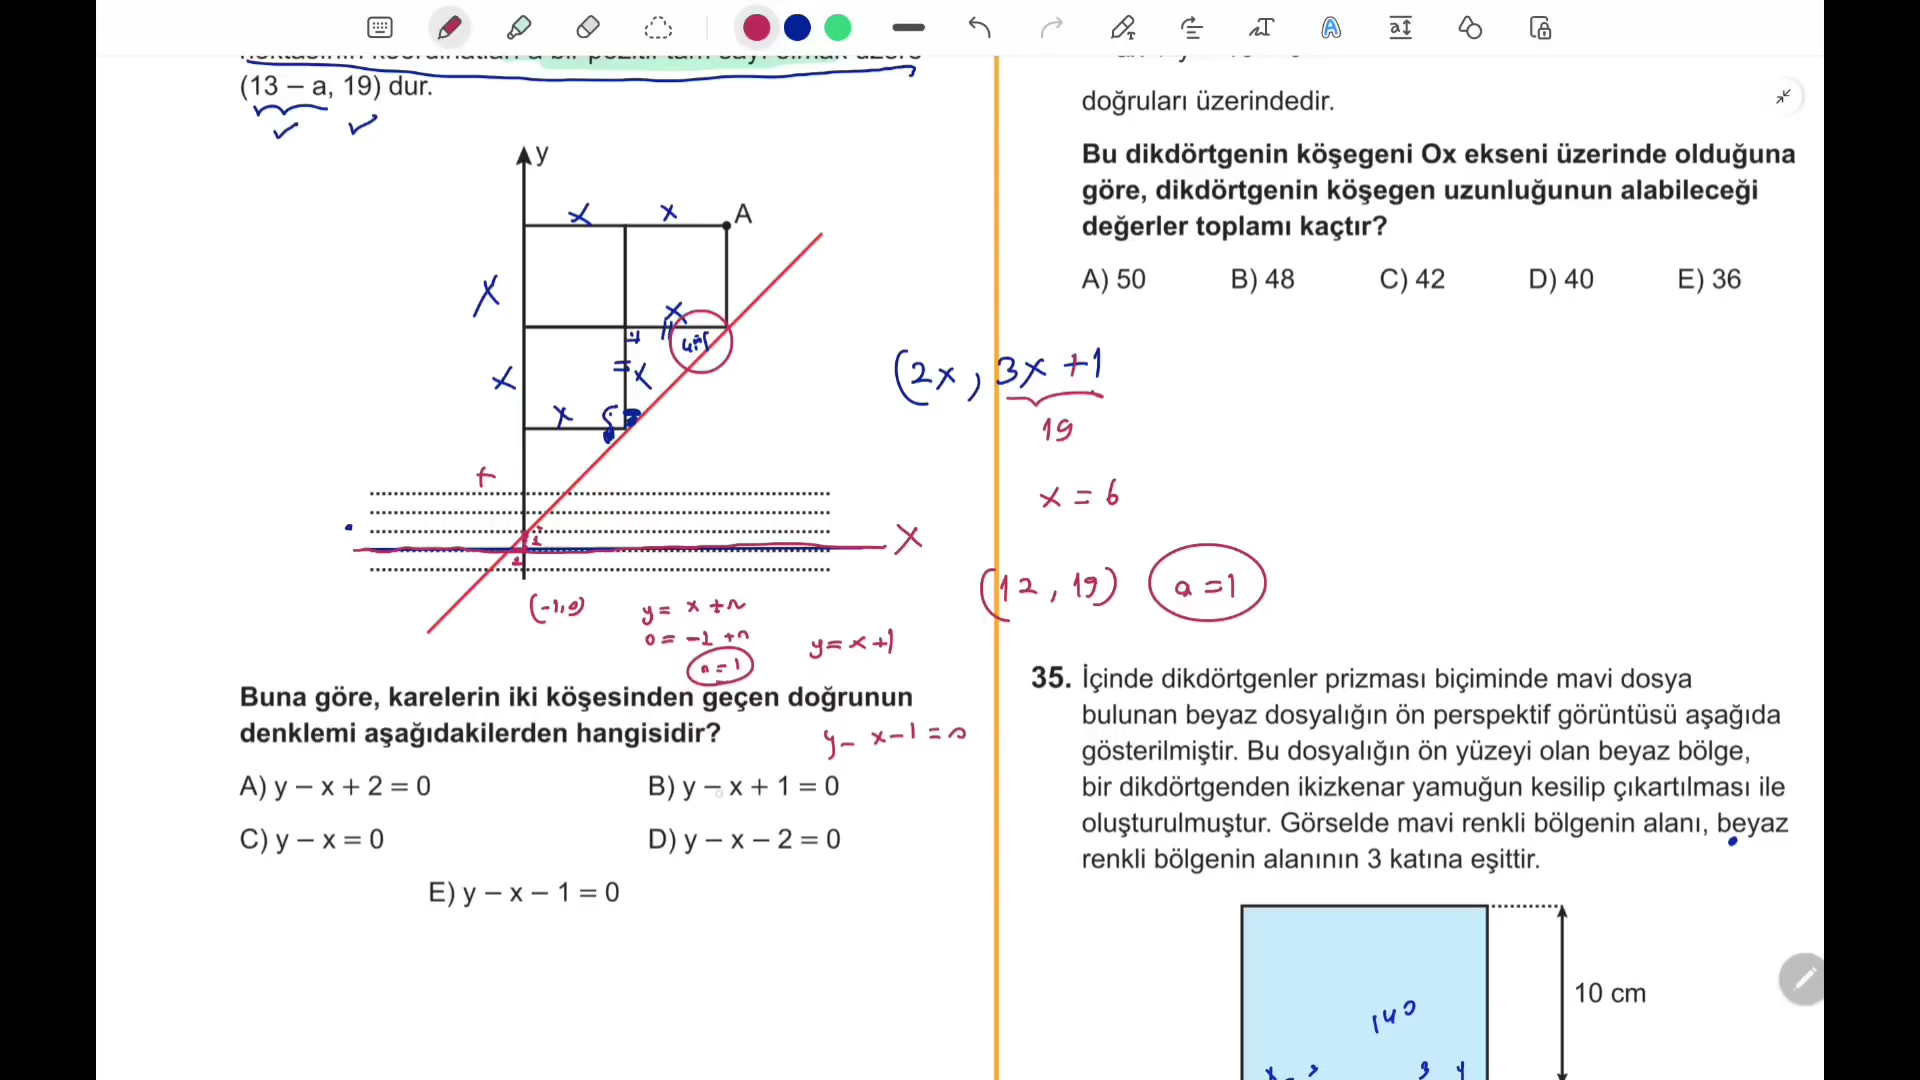 (13 – a, 19) dur.
y
x x A
x
x
45°
x
x
x
x
1
1
x
(-1,0)
y = x + n
0 = -1 + n
n = 1
y = x + 1
Buna göre, karelerin iki köşesinden geçen doğrunun
denklemi aşağıdakilerden hangisidir?
y - x - 1 = 0
A) y – x + 2 = 0
B) y – x + 1 = 0
C) y – x = 0
D) y – x – 2 = 0
E) y – x – 1 = 0
(2x, 3x + 1
19
x = 6
(12, 19)
a = 1
doğruları üzerindedir.
Bu dikdörtgenin köşegeni Ox ekseni üzerinde olduğuna
göre, dikdörtgenin köşegen uzunluğunun alabileceği
değerler toplamı kaçtır?
A) 50 B) 48 C) 42 D) 40 E) 36
35. İçinde dikdörtgenler prizması biçiminde mavi dosya
bulunan beyaz dosyalığın ön perspektif görüntüsü aşağıda
gösterilmiştir. Bu dosyalığın ön yüzeyi olan beyaz bölge,
bir dikdörtgenden ikizkenar yamuğun kesilip çıkartılması ile
oluşturulmuştur. Görselde mavi renkli bölgenin alanı, beyaz
renkli bölgenin alanının 3 katına eşittir.
10 cm
140